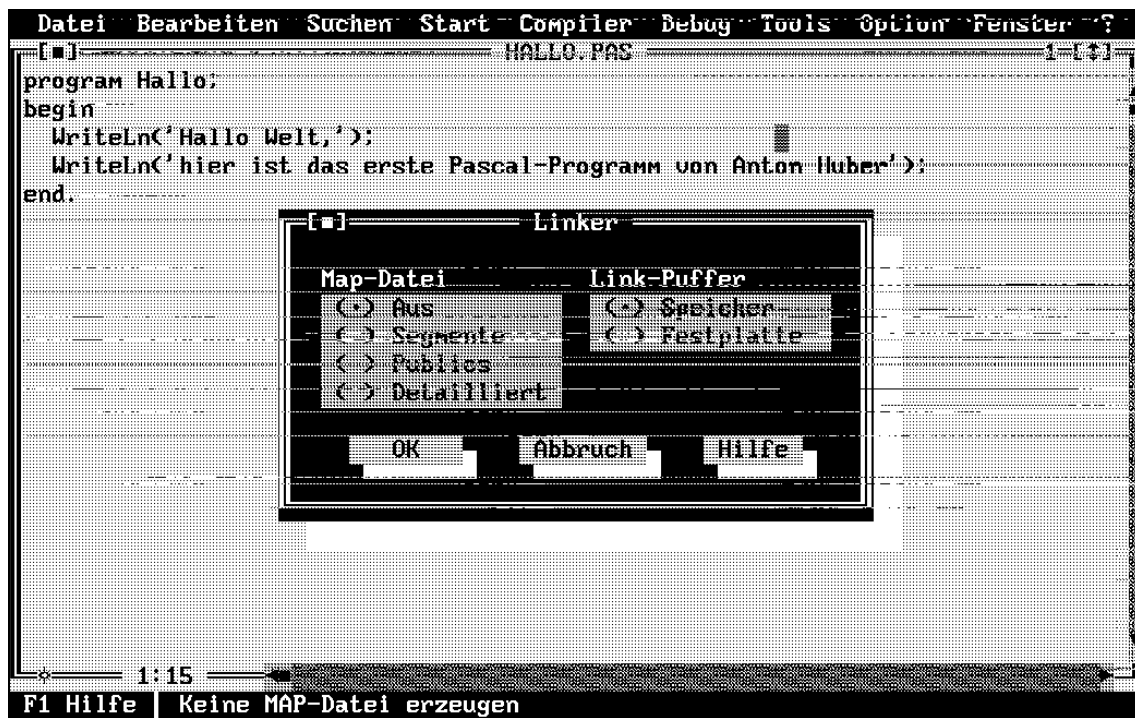 Datei Bearbeiten Suchen Start Compiler Debug Tools Option Fenster ?
[■] HALLO.PAS 1-[↕]
program Hallo;
begin
WriteLn('Hallo Welt,');
WriteLn('hier ist das erste Pascal-Programm von Anton Huber');
end.
[■] Linker
Map-Datei Link-Puffer
(•) Aus (•) Speicher
( ) Segmente ( ) Festplatte
( ) Publics
( ) Detailliert
OK Abbruch Hilfe
1:15
F1 Hilfe | Keine MAP-Datei erzeugen